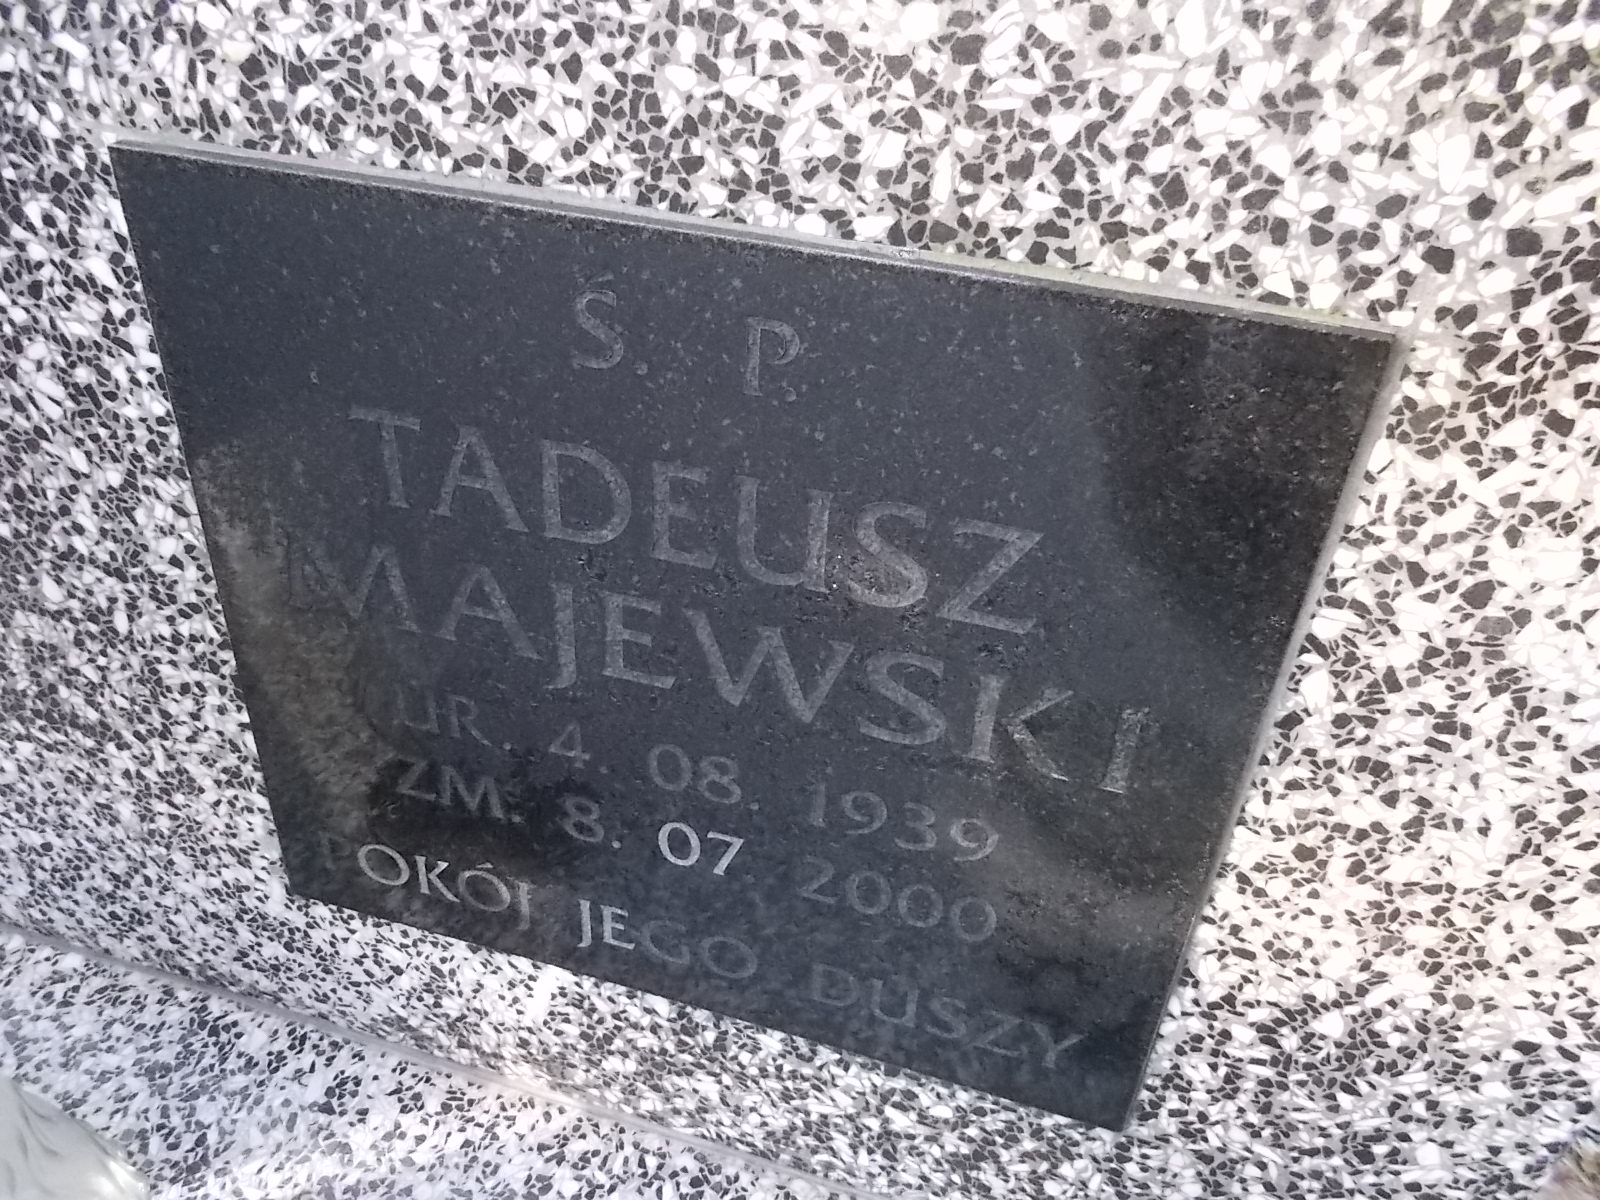 Ś. P.
TADEUSZ
MAJEWSKI
UR. 4. 08. 1939
ZM. 8. 07 2000
POKÓJ JEGO DUSZY